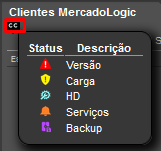 Clientes MercadoLogic
cc
Status Descrição
Versão
Carga
HD
Serviços
Backup